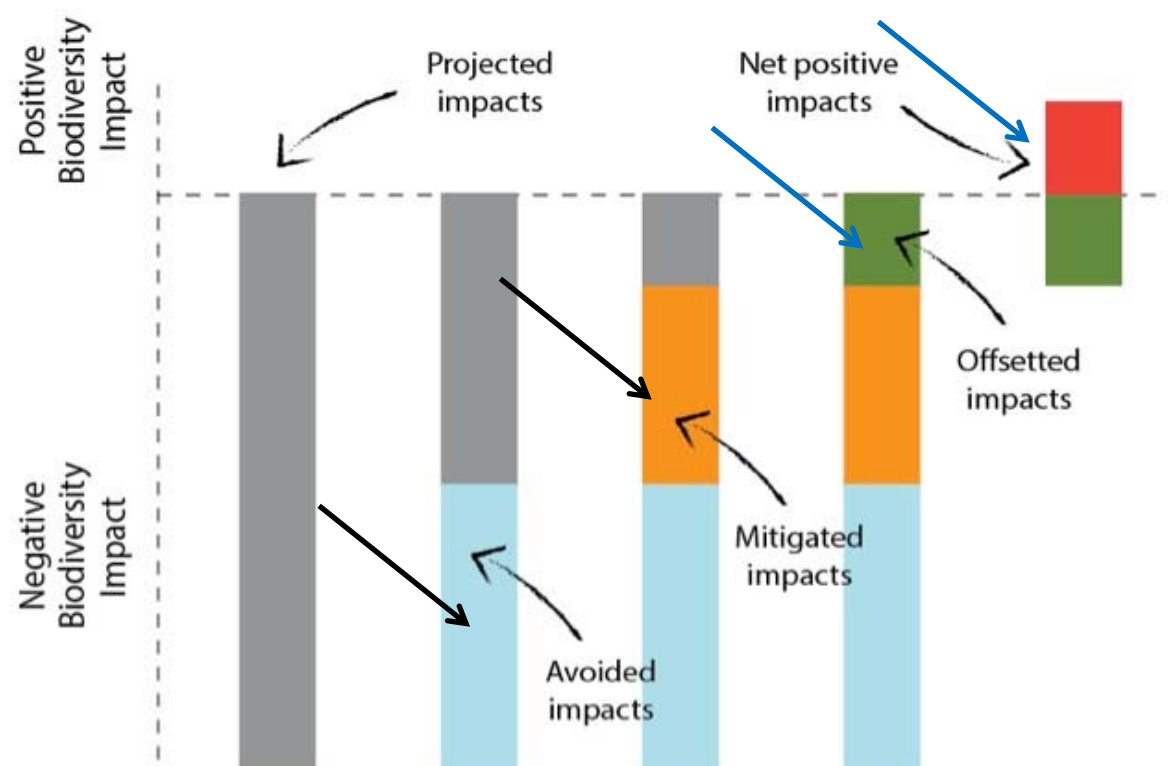 Positive
Biodiversity
Impact
Projected
impacts
Net positive
impacts
Offsetted
impacts
Negative
Biodiversity
Impact
Mitigated
impacts
Avoided
impacts